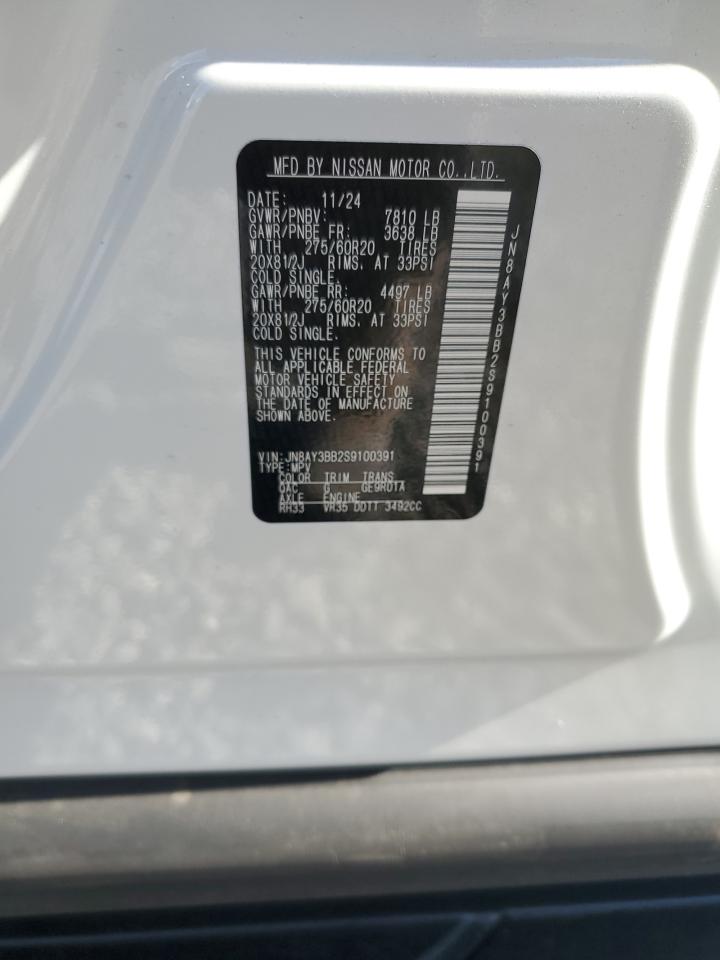 MFD BY NISSAN MOTOR CO.,LTD.
DATE: 11/24
GVWR/PNBV: 7810 LB
GAWR/PNBE FR: 3638 LB
WITH 275/60R20 TIRES
20X81/2J RIMS. AT 33PSI
COLD SINGLE.
GAWR/PNBE RR: 4497 LB
WITH 275/60R20 TIRES
20X81/2J RIMS. AT 33PSI
COLD SINGLE.
THIS VEHICLE CONFORMS TO
ALL APPLICABLE FEDERAL
MOTOR VEHICLE SAFETY
STANDARDS IN EFFECT ON
THE DATE OF MANUFACTURE
SHOWN ABOVE.
VIN: JN8AY3BB2S9100391
TYPE: MPV
COLOR TRIM TRANS
QAC G GE9R01A
AXLE ENGINE
RH33 VR35 DDTT 3492CC
JN8AY3BB2S9100391